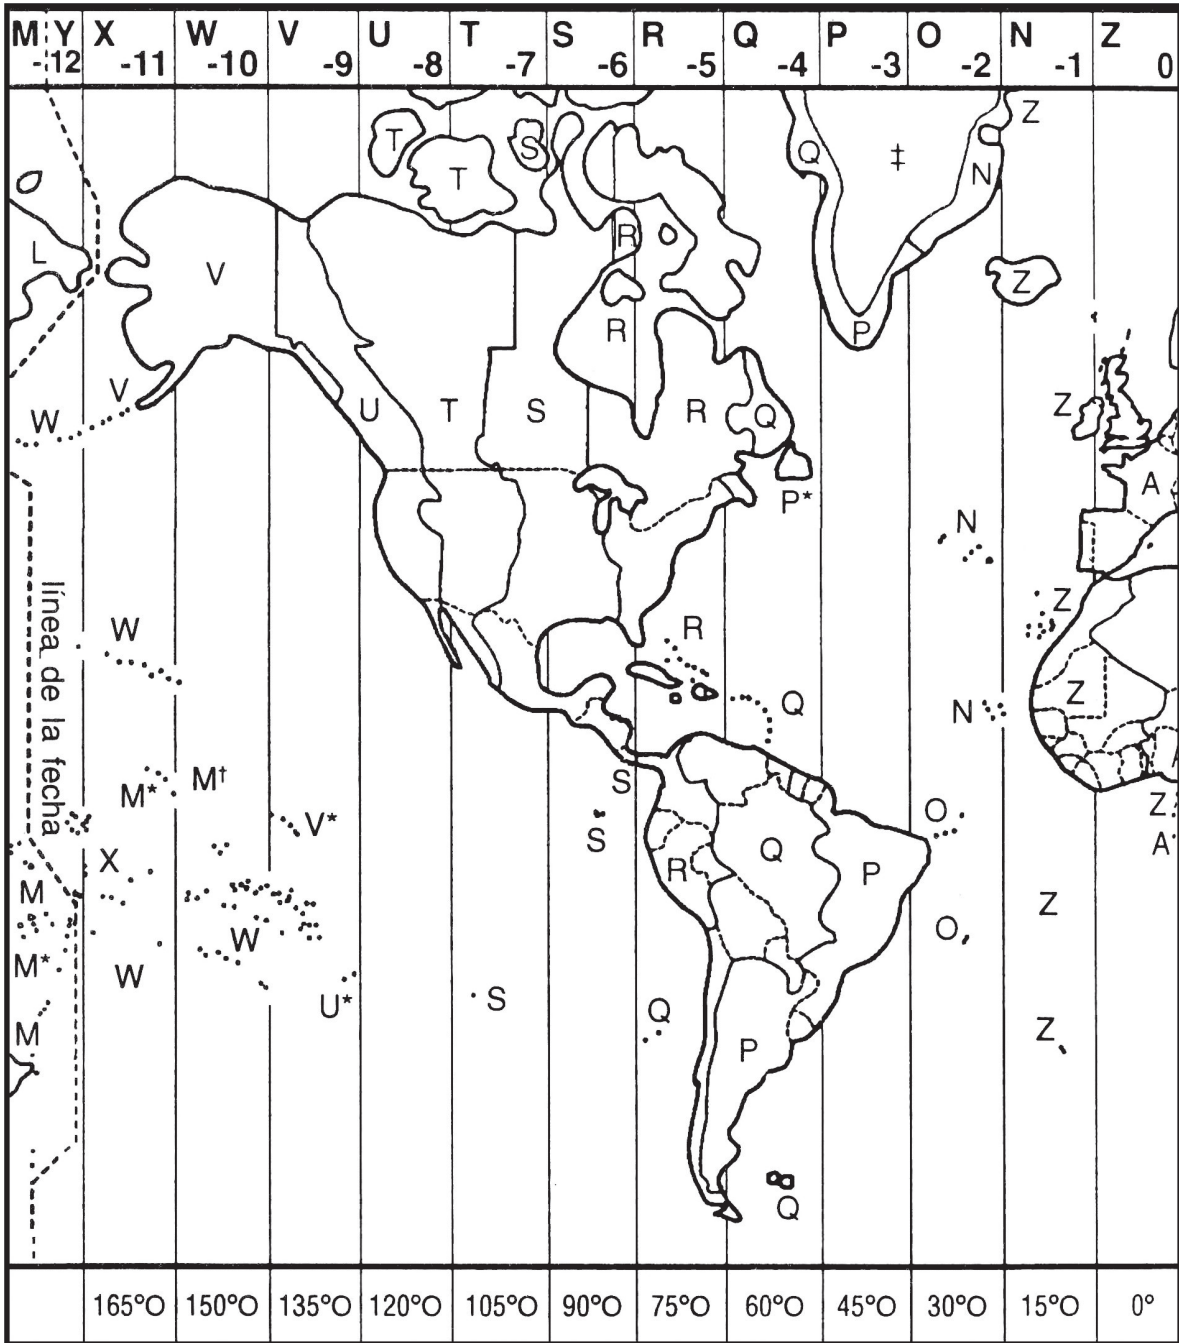 M Y X W V U T S R Q P O N Z
-12 -11 -10 -9 -8 -7 -6 -5 -4 -3 -2 -1 0
Z
T S Q ‡ N
T
R
L V Z
R P
V
W U T S R Q Z
A
P* N
línea de la fecha
W R Z
Z
Q N
M† S
M* Z
V* S O A
X Q P
R
M Z
W O
M* W
U* S Q
M Z
P
Q
165°O 150°O 135°O 120°O 105°O 90°O 75°O 60°O 45°O 30°O 15°O 0°